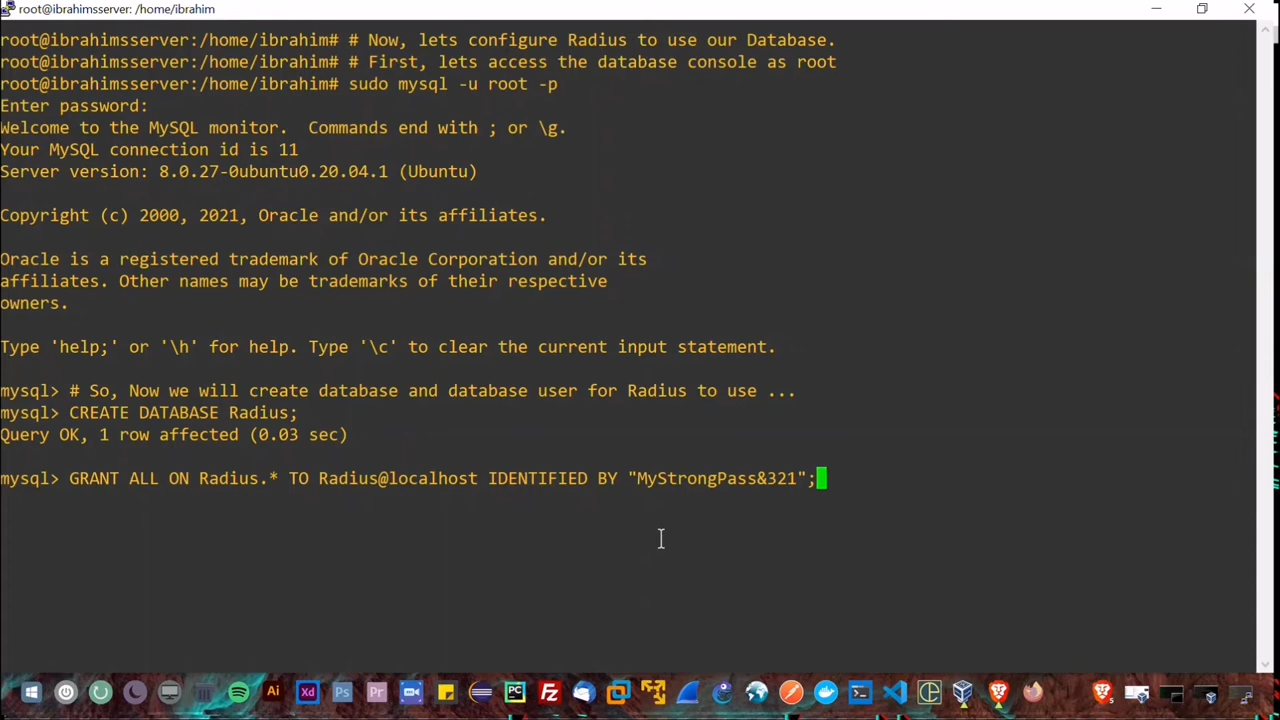 root@ibrahimsserver: /home/ibrahim
root@ibrahimsserver:/home/ibrahim# # Now, lets configure Radius to use our Database.
root@ibrahimsserver:/home/ibrahim# # First, lets access the database console as root
root@ibrahimsserver:/home/ibrahim# sudo mysql -u root -p
Enter password:
Welcome to the MySQL monitor.  Commands end with ; or \g.
Your MySQL connection id is 11
Server version: 8.0.27-0ubuntu0.20.04.1 (Ubuntu)
Copyright (c) 2000, 2021, Oracle and/or its affiliates.
Oracle is a registered trademark of Oracle Corporation and/or its
affiliates. Other names may be trademarks of their respective
owners.
Type 'help;' or '\h' for help. Type '\c' to clear the current input statement.
mysql> # So, Now we will create database and database user for Radius to use ...
mysql> CREATE DATABASE Radius;
Query OK, 1 row affected (0.03 sec)
mysql> GRANT ALL ON Radius.* TO Radius@localhost IDENTIFIED BY "MyStrongPass&321";
Ai Xd Ps Pr PC FZ